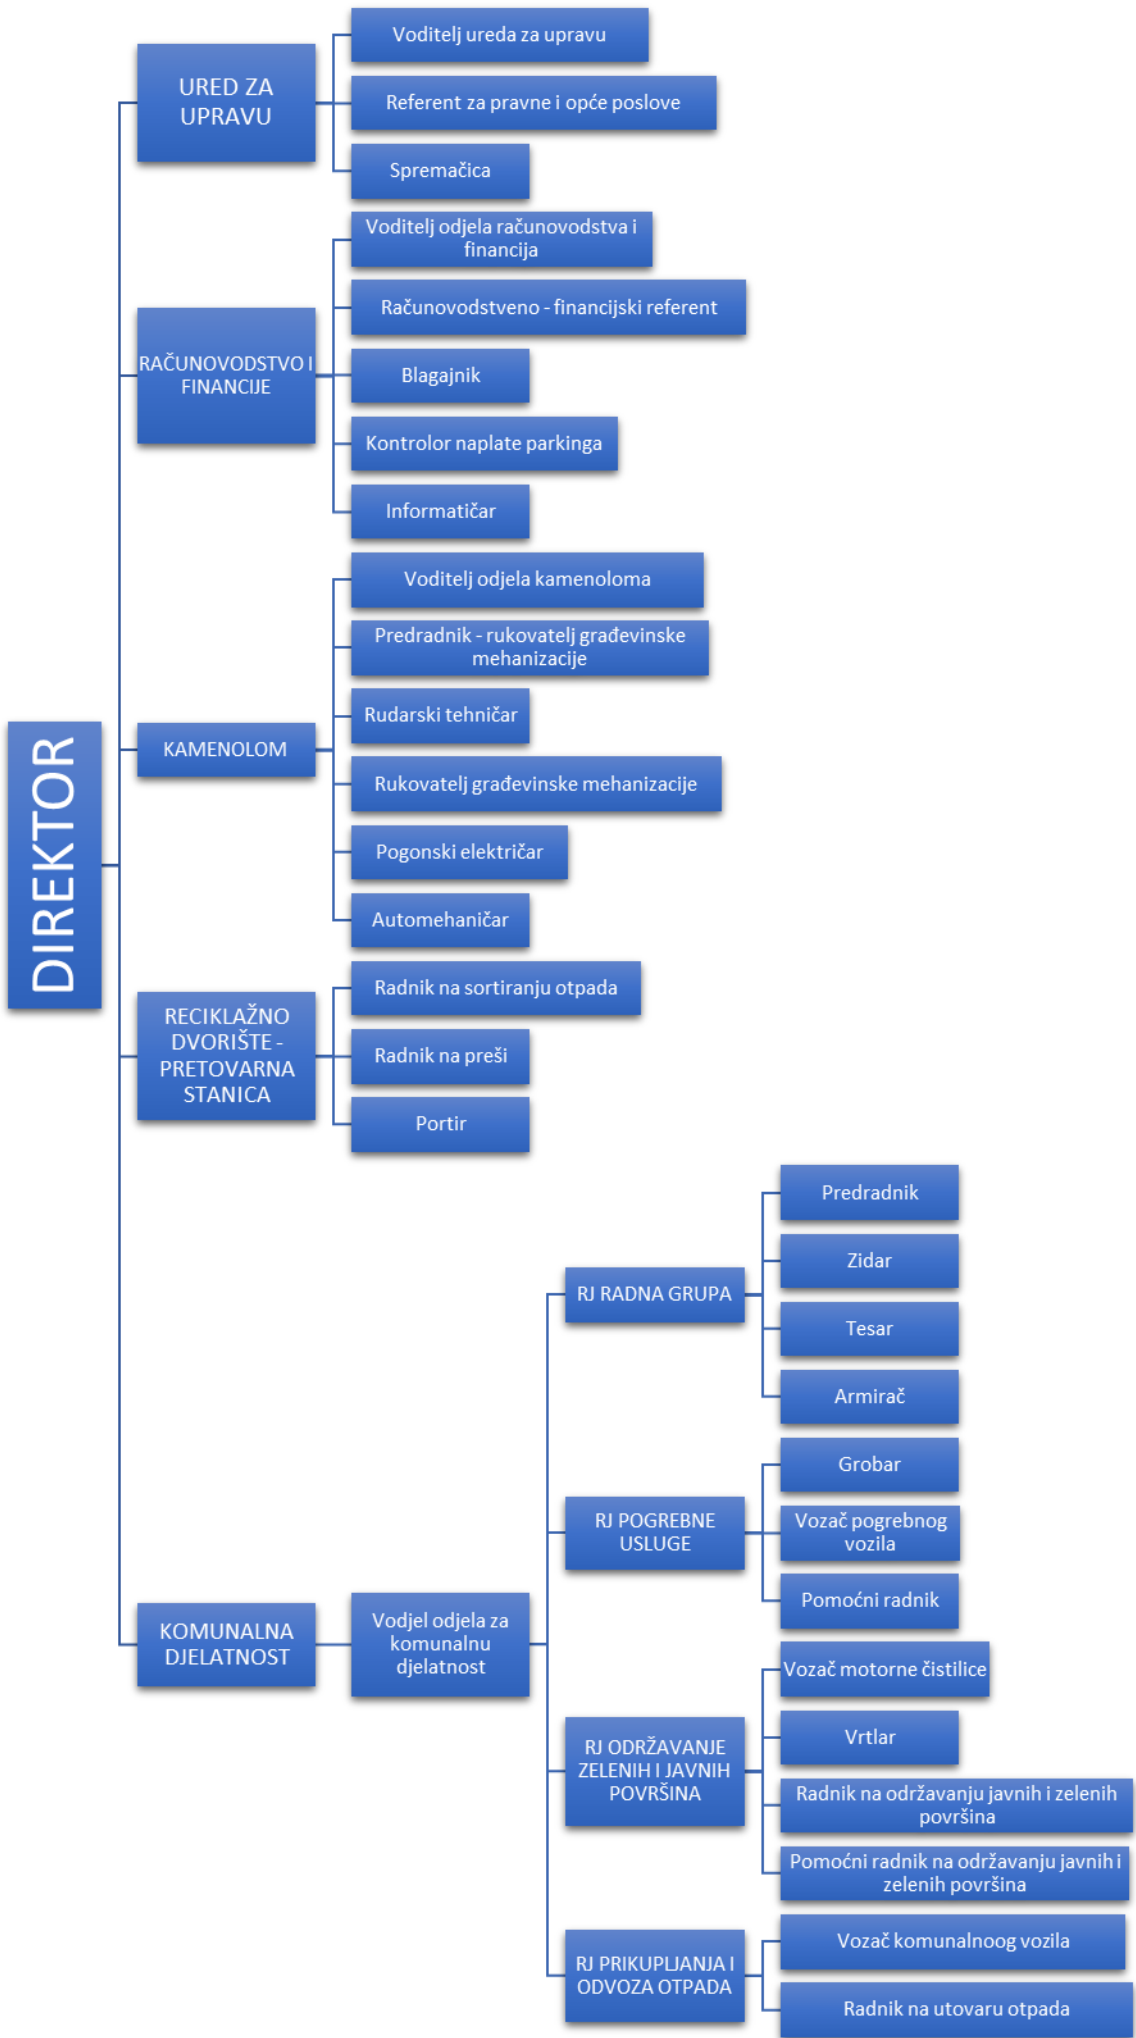 DIREKTOR
URED ZA
UPRAVU
Voditelj ureda za upravu
Referent za pravne i opće poslove
Spremačica
RAČUNOVODSTVO I
FINANCIJE
Voditelj odjela računovodstva i
financija
Računovodstveno - financijski referent
Blagajnik
Kontrolor naplate parkinga
Informatičar
KAMENOLOM
Voditelj odjela kamenoloma
Predradnik - rukovatelj građevinske
mehanizacije
Rudarski tehničar
Rukovatelj građevinske mehanizacije
Pogonski električar
Automehaničar
RECIKLAŽNO
DVORIŠTE -
PRETOVARNA
STANICA
Radnik na sortiranju otpada
Radnik na preši
Portir
KOMUNALNA
DJELATNOST
Vodjel odjela za
komunalnu
djelatnost
RJ RADNA GRUPA
Predradnik
Zidar
Tesar
Armirač
RJ POGREBNE
USLUGE
Grobar
Vozač pogrebnog
vozila
Pomoćni radnik
RJ ODRŽAVANJE
ZELENIH I JAVNIH
POVRŠINA
Vozač motorne čistilice
Vrtlar
Radnik na održavanju javnih i zelenih
površina
Pomoćni radnik na održavanju javnih i
zelenih površina
RJ PRIKUPLJANJA I
ODVOZA OTPADA
Vozač komunalnoog vozila
Radnik na utovaru otpada